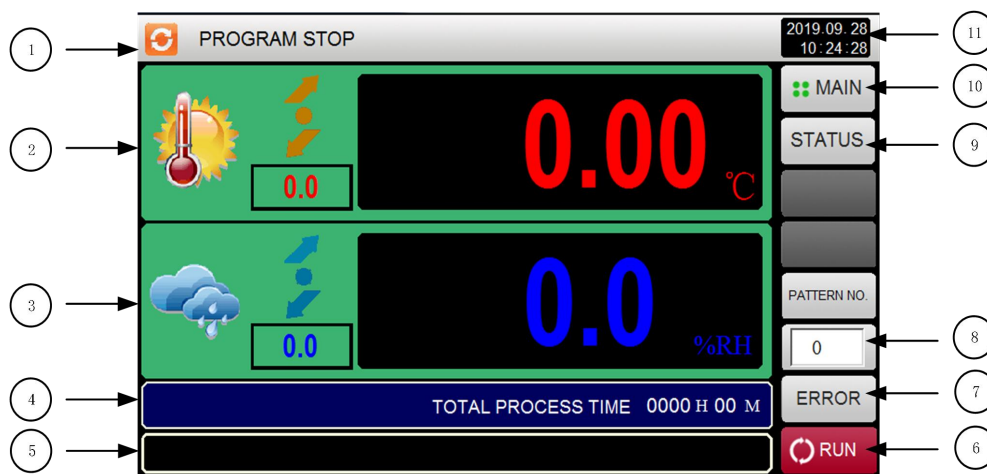 1
PROGRAM STOP
2019.09.28
10:24:28
11
MAIN
10
2
0.00
℃
0.0
STATUS
9
3
0.0
%RH
0.0
PATTERN NO.
0
8
4
TOTAL PROCESS TIME 0000 H 00 M
ERROR
7
5
RUN
6